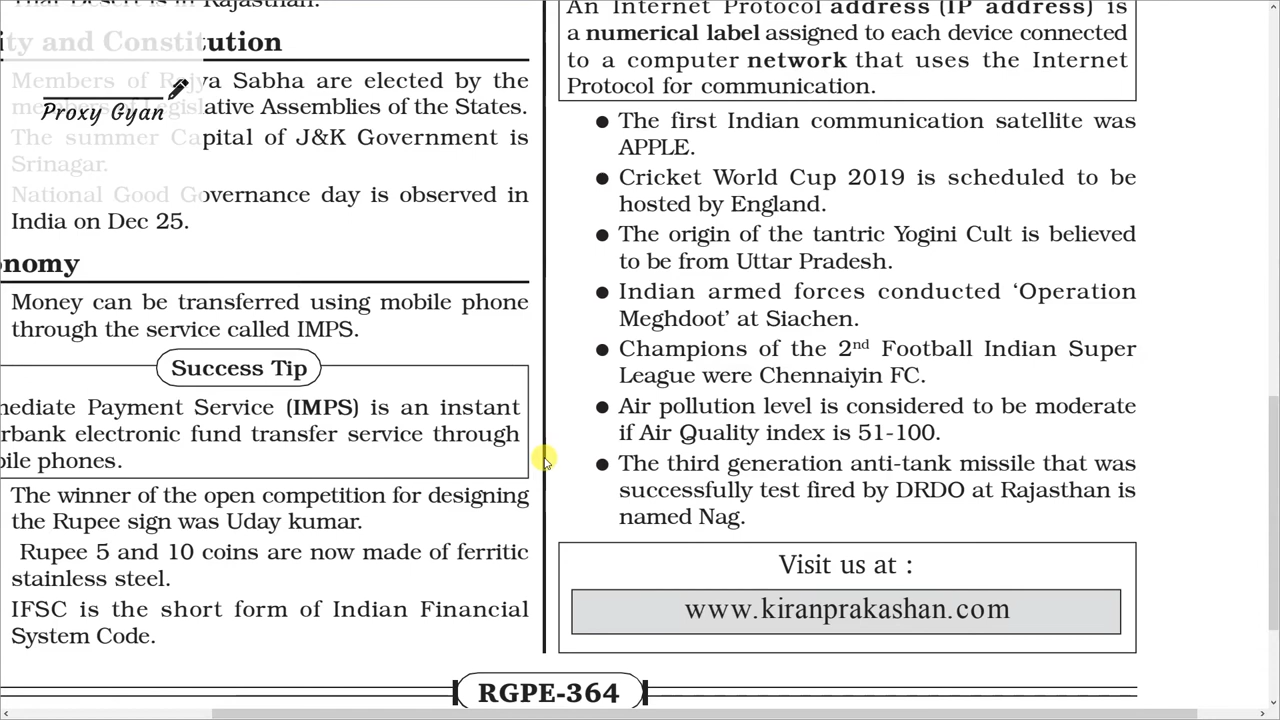 That Desert is in Rajasthan.
ity and Constitution
Members of Rajya Sabha are elected by the
members of Legislative Assemblies of the States.
Proxy Gyan
The summer Capital of J&K Government is
Srinagar.
National Good Governance day is observed in
India on Dec 25.
onomy
Money can be transferred using mobile phone
through the service called IMPS.
Success Tip
mediate Payment Service (IMPS) is an instant
rbank electronic fund transfer service through
bile phones.
The winner of the open competition for designing
the Rupee sign was Uday kumar.
Rupee 5 and 10 coins are now made of ferritic
stainless steel.
IFSC is the short form of Indian Financial
System Code.
An Internet Protocol address (IP address) is
a numerical label assigned to each device connected
to a computer network that uses the Internet
Protocol for communication.
● The first Indian communication satellite was
APPLE.
● Cricket World Cup 2019 is scheduled to be
hosted by England.
● The origin of the tantric Yogini Cult is believed
to be from Uttar Pradesh.
● Indian armed forces conducted ‘Operation
Meghdoot’ at Siachen.
● Champions of the 2nd Football Indian Super
League were Chennaiyin FC.
● Air pollution level is considered to be moderate
if Air Quality index is 51-100.
● The third generation anti-tank missile that was
successfully test fired by DRDO at Rajasthan is
named Nag.
Visit us at :
www.kiranprakashan.com
RGPE-364